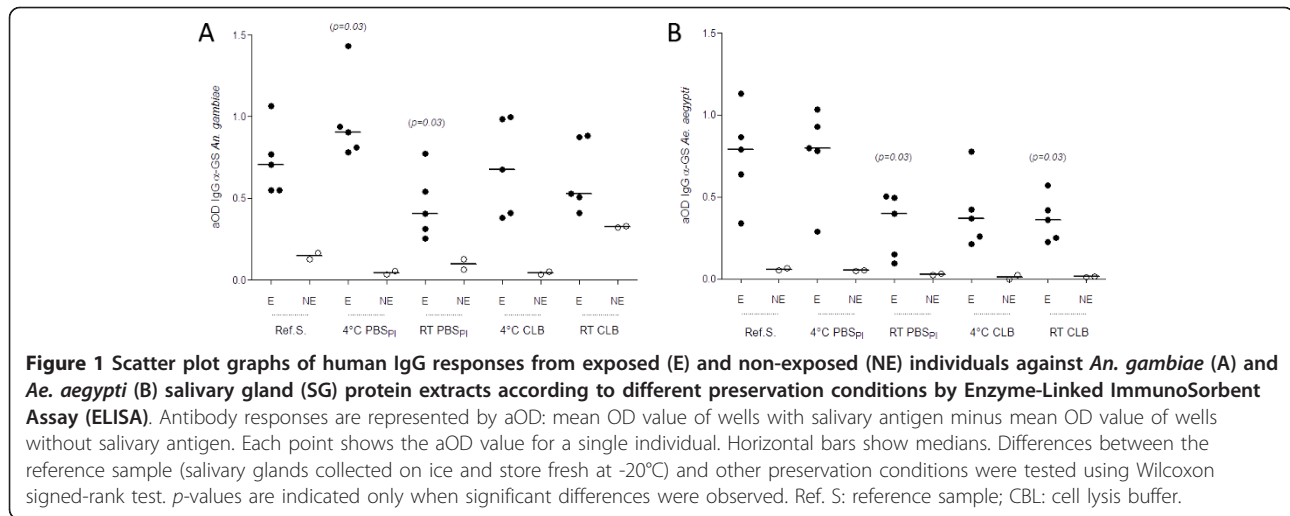 A
B
(p=0.03)
(p=0.03)
(p=0.03)
(p=0.03)
aOD IgG α-GS An. gambiae
1.5
1.0
0.5
0.0
E NE E NE E NE E NE E NE
Ref.S. 4°C PBSPI RT PBSPI 4°C CLB RT CLB
aOD IgG α-GS Ae. aegypti
1.5
1.0
0.5
0.0
E NE E NE E NE E NE E NE
Ref.S. 4°C PBSPI RT PBSPI 4°C CLB RT CLB
Figure 1 Scatter plot graphs of human IgG responses from exposed (E) and non-exposed (NE) individuals against An. gambiae (A) and
Ae. aegypti (B) salivary gland (SG) protein extracts according to different preservation conditions by Enzyme-Linked ImmunoSorbent
Assay (ELISA). Antibody responses are represented by aOD: mean OD value of wells with salivary antigen minus mean OD value of wells
without salivary antigen. Each point shows the aOD value for a single individual. Horizontal bars show medians. Differences between the
reference sample (salivary glands collected on ice and store fresh at -20°C) and other preservation conditions were tested using Wilcoxon
signed-rank test. p-values are indicated only when significant differences were observed. Ref. S: reference sample; CBL: cell lysis buffer.